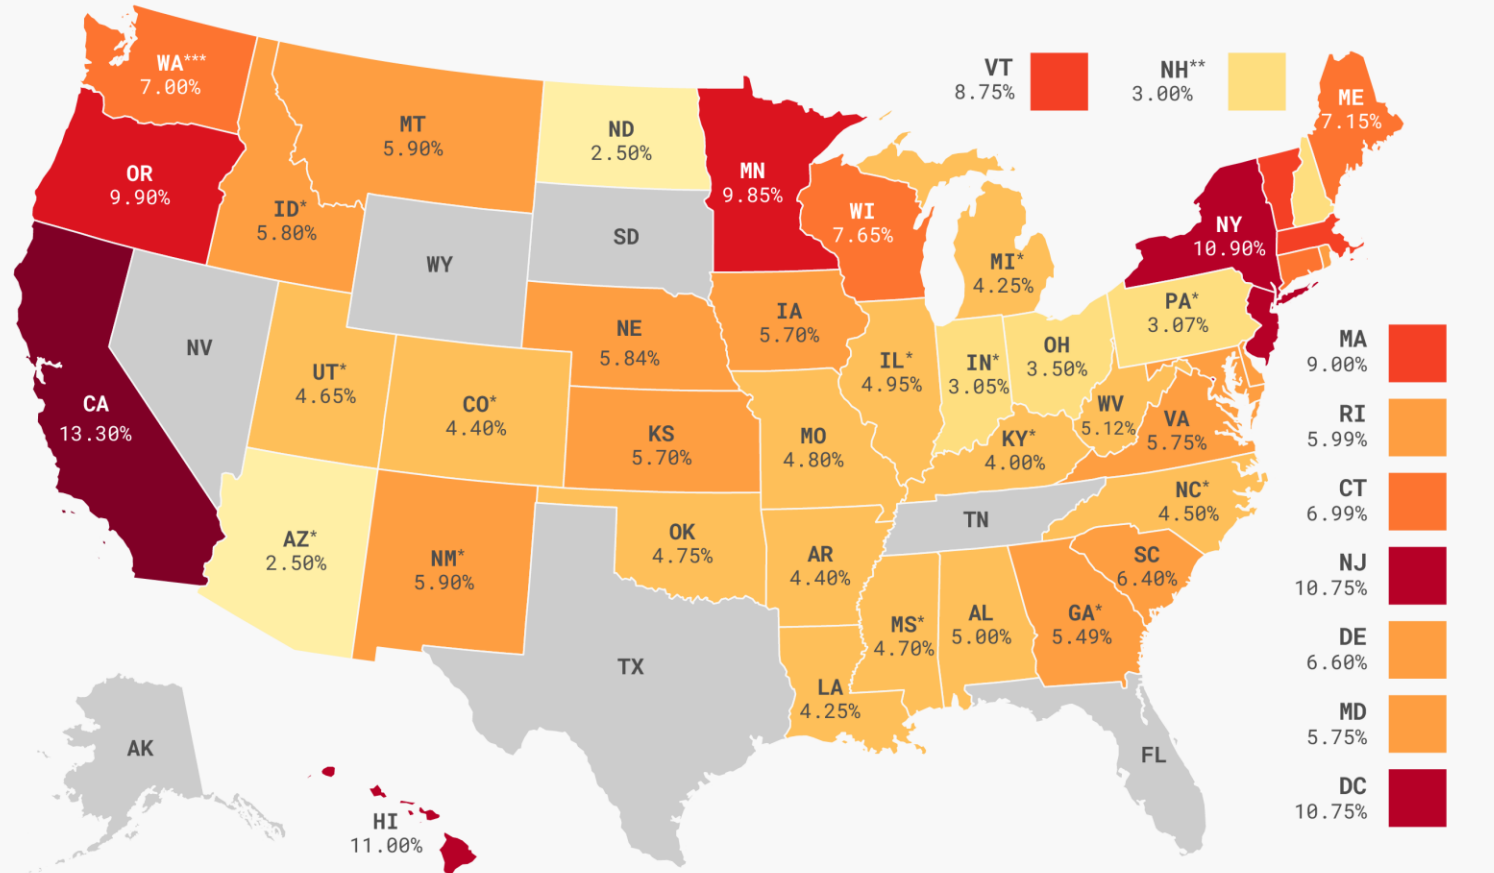 WA***
7.00%
OR
9.90%
CA
13.30%
NV
ID*
5.80%
MT
5.90%
WY
UT*
4.65%
AZ*
2.50%
CO*
4.40%
NM*
5.90%
ND
2.50%
SD
NE
5.84%
KS
5.70%
OK
4.75%
TX
MN
9.85%
IA
5.70%
MO
4.80%
AR
4.40%
LA
4.25%
WI
7.65%
IL*
4.95%
MI*
4.25%
IN*
3.05%
OH
3.50%
KY*
4.00%
TN
MS*
4.70%
AL
5.00%
GA*
5.49%
FL
SC
6.40%
NC*
4.50%
VA
5.75%
WV
5.12%
PA*
3.07%
NY
10.90%
ME
7.15%
VT
8.75%
NH**
3.00%
MA
9.00%
RI
5.99%
CT
6.99%
NJ
10.75%
DE
6.60%
MD
5.75%
DC
10.75%
AK
HI
11.00%